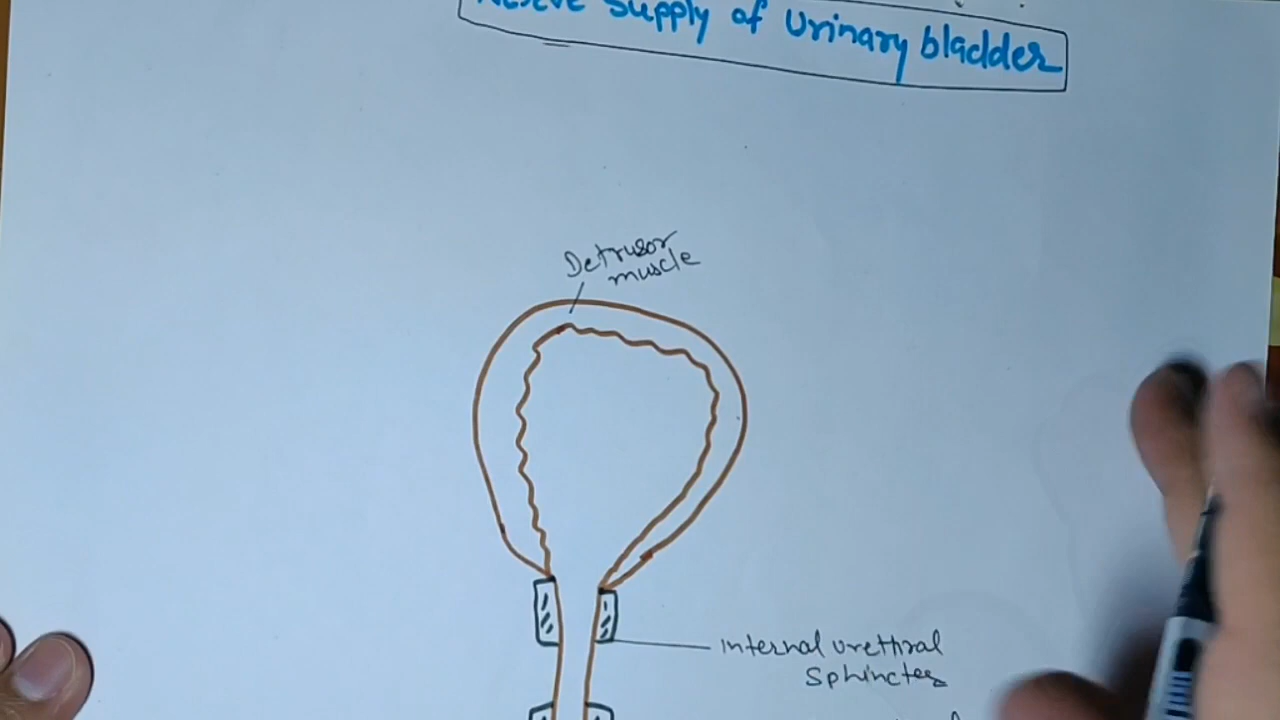 Supply of Urinary bladder
Detrusor
muscle
internal urethral
sphincter